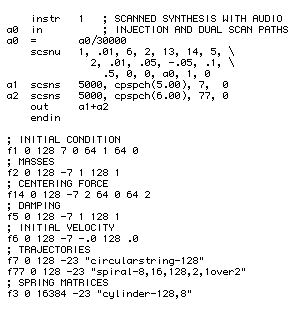 instr 1 ; SCANNED SYNTHESIS WITH AUDIO
a0 in ; INJECTION AND DUAL SCAN PATHS
a0 = a0/30000
scsnu 1, .01, 6, 2, 13, 14, 5, \
2, .01, .05, -.05, .1, \
.5, 0, 0, a0, 1, 0
a1 scsns 5000, cpspch(5.00), 7, 0
a2 scsns 5000, cpspch(6.00), 77, 0
out a1+a2
endin
; INITIAL CONDITION
f1 0 128 7 0 64 1 64 0
; MASSES
f2 0 128 -7 1 128 1
; CENTERING FORCE
f14 0 128 -7 2 64 0 64 2
; DAMPING
f5 0 128 -7 1 128 1
; INITIAL VELOCITY
f6 0 128 -7 -.0 128 .0
; TRAJECTORIES
f7 0 128 -23 "circularstring-128"
f77 0 128 -23 "spiral-8,16,128,2,1over2"
; SPRING MATRICES
f3 0 16384 -23 "cylinder-128,8"